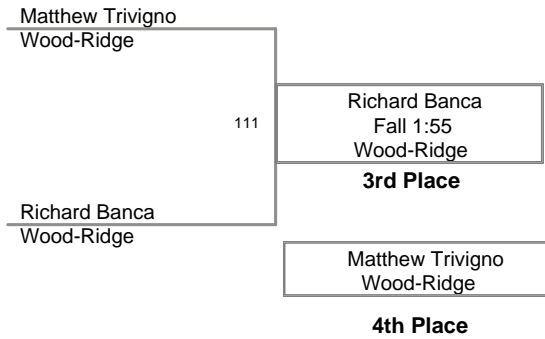 Matthew Trivigno
Wood-Ridge
111
Richard Banca
Fall 1:55
Wood-Ridge
3rd Place
Richard Banca
Wood-Ridge
Matthew Trivigno
Wood-Ridge
4th Place